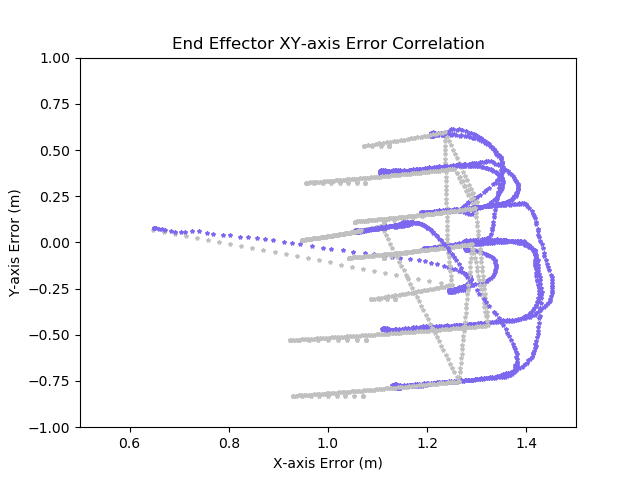 End Effector XY-axis Error Correlation
1.00
0.75
0.50
0.25
0.00
−0.25
−0.50
−0.75
−1.00
Y-axis Error (m)
0.6 0.8 1.0 1.2 1.4
X-axis Error (m)